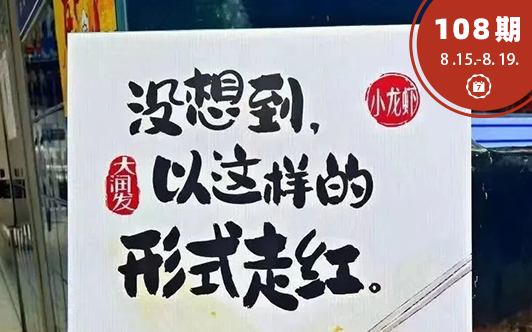 108期
8.15.-8.19.
7
没想到,
小龙虾
大润发
以这样的
形式走红。